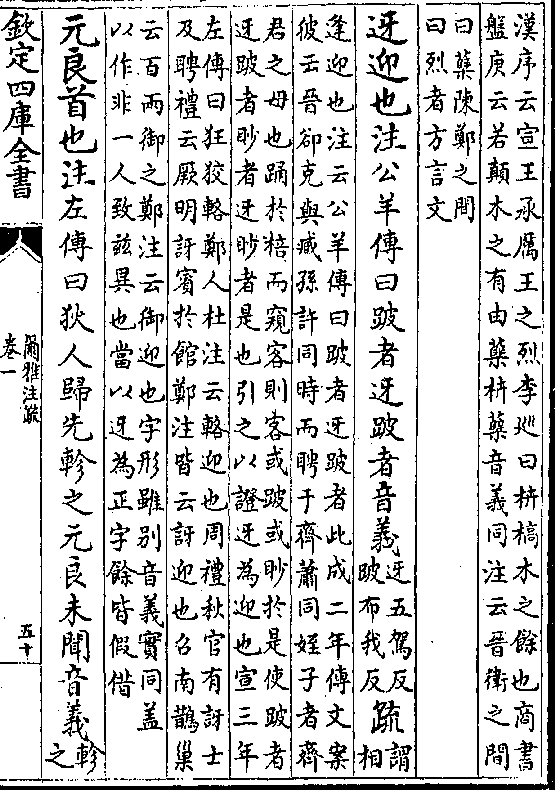 漢序云宣王承厲王之烈李巡曰枿槁木之餘也商書
盤庚云若顛木之有由蘖枿蘖音義同注云晉衛之間
曰蘖陳鄭之間
曰烈者方言文
迓迎也注公羊傳曰跛者迓跛者音義迓五駕反跛布我反疏謂相
逢迎也注云公羊傳曰跛者迓跛者此成二年傳文案
彼云晉卻克與臧孫許同時而聘于齊蕭同姪子者齊
君之母也踊於棓而窺客則客或跛或眇於是使跛者
迓跛者眇者迓眇者是也引之以證迓為迎也宣三年
左傳曰狂狡輅鄭人杜注云輅迎也周禮秋官有訝士
及聘禮云厥明訝賓於館鄭注皆云訝迎也召南鵲巢
云百兩御之鄭注云御迎也字形雖别音義實同蓋
以作非一人致兹異也當以迓為正字餘皆假借
元良首也注左傳曰狄人歸先軫之元良未聞音義軫之
欽定四庫全書
爾雅注疏
卷一
五十